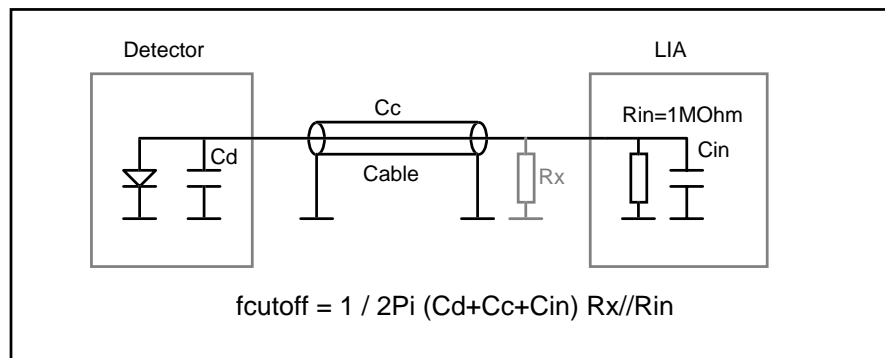 Detector
LIA
Cc
Rin=1MOhm
Cd
Cin
Cable
Rx
fcutoff = 1 / 2Pi (Cd+Cc+Cin) Rx//Rin